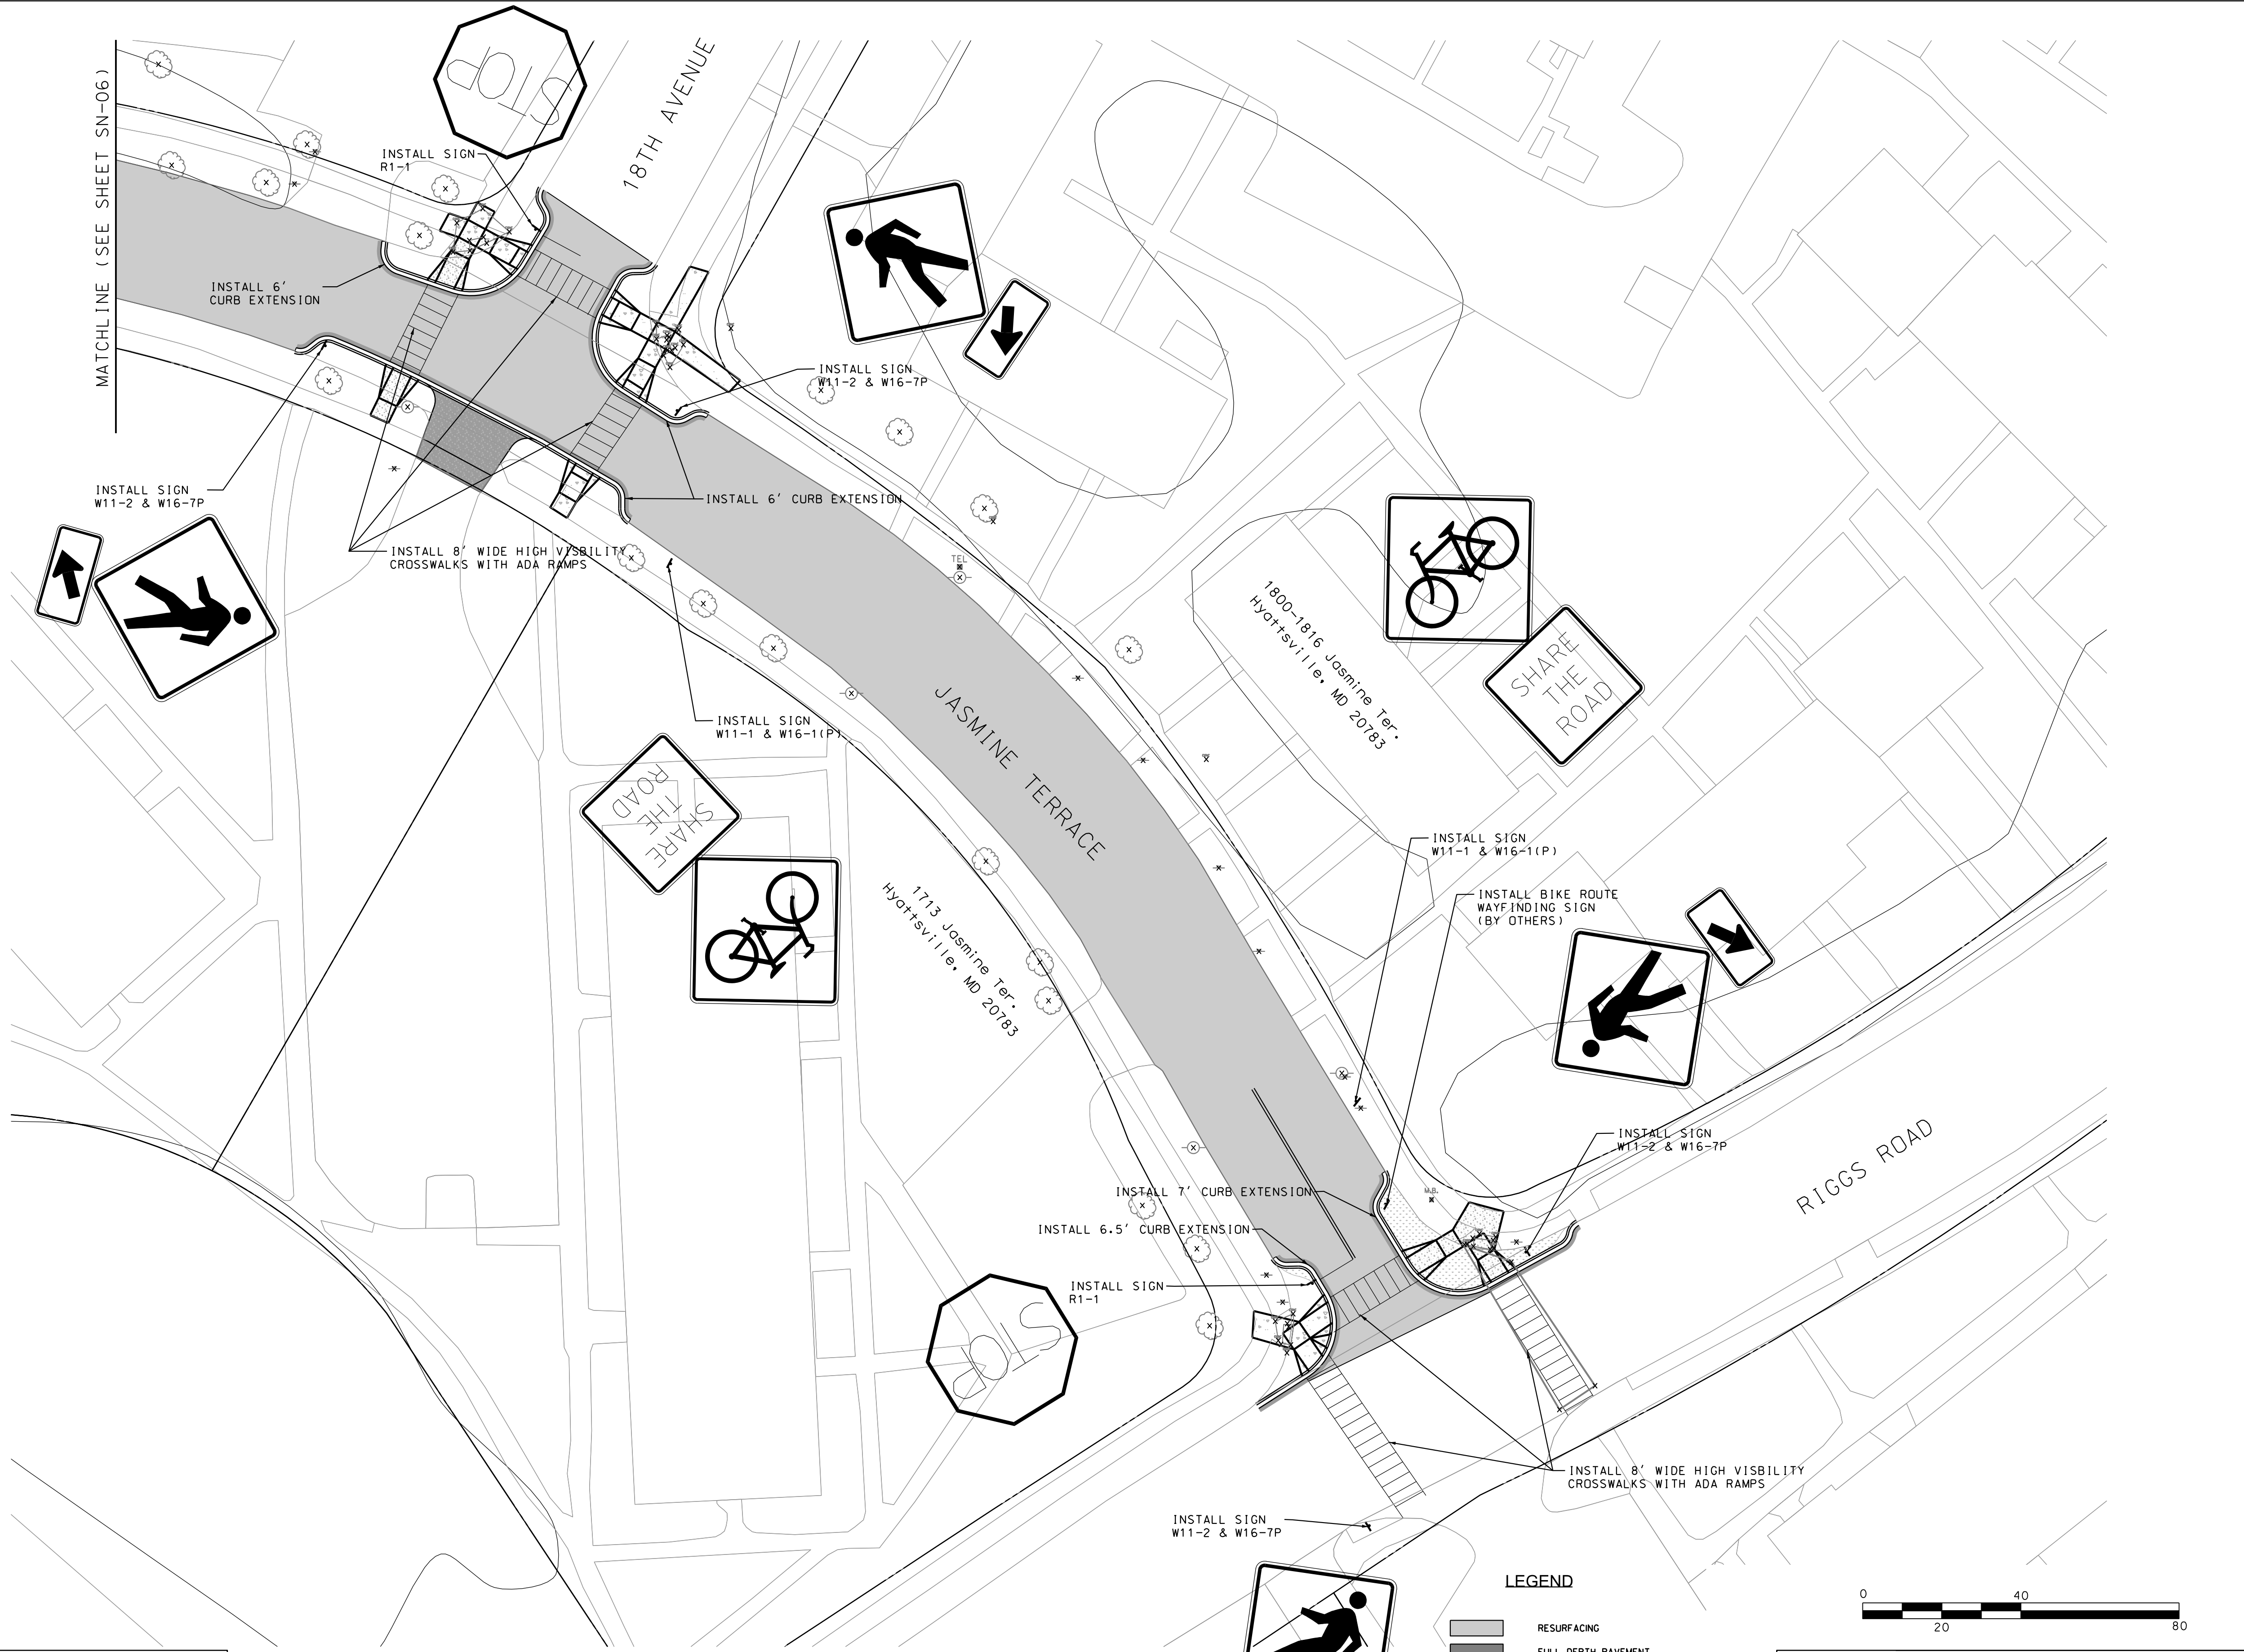 MATCHLINE (SEE SHEET SN-06)
STOP
18TH AVENUE
INSTALL SIGN
R1-1
INSTALL 6'
CURB EXTENSION
INSTALL SIGN
W11-2 & W16-7P
INSTALL SIGN
W11-2 & W16-7P
INSTALL 6' CURB EXTENSION
INSTALL 8' WIDE HIGH VISBILITY
CROSSWALKS WITH ADA RAMPS
TEL
1800-1816 Jasmine Ter.
Hyattsville, MD 20783
SHARE
THE
ROAD
JASMINE TERRACE
INSTALL SIGN
W11-1 & W16-1(P)
SHARE
THE
ROAD
1713 Jasmine Ter.
Hyattsville, MD 20783
INSTALL SIGN
W11-1 & W16-1(P)
INSTALL BIKE ROUTE
WAYFINDING SIGN
(BY OTHERS)
INSTALL SIGN
W11-2 & W16-7P
RIGGS ROAD
M.B.
INSTALL 7' CURB EXTENSION
INSTALL 6.5' CURB EXTENSION
INSTALL SIGN
R1-1
STOP
INSTALL 8' WIDE HIGH VISBILITY
CROSSWALKS WITH ADA RAMPS
INSTALL SIGN
W11-2 & W16-7P
LEGEND
RESURFACING
FULL DEPTH PAVEMENT
0 40
20 80